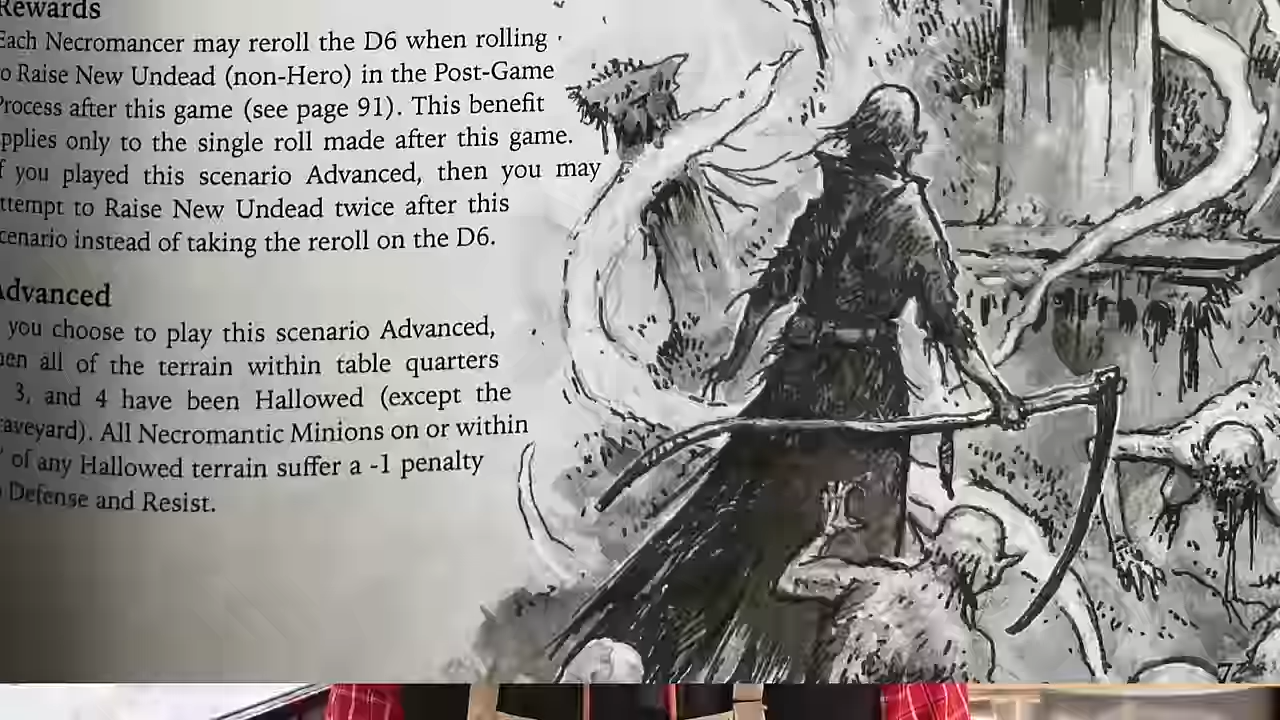 Rewards
Each Necromancer may reroll the D6 when rolling
to Raise New Undead (non-Hero) in the Post-Game
Process after this game (see page 91). This benefit
applies only to the single roll made after this game.
If you played this scenario Advanced, then you may
attempt to Raise New Undead twice after this
scenario instead of taking the reroll on the D6.
Advanced
you choose to play this scenario Advanced,
then all of the terrain within table quarters
3, and 4 have been Hallowed (except the
graveyard). All Necromantic Minions on or within
of any Hallowed terrain suffer a -1 penalty
Defense and Resist.